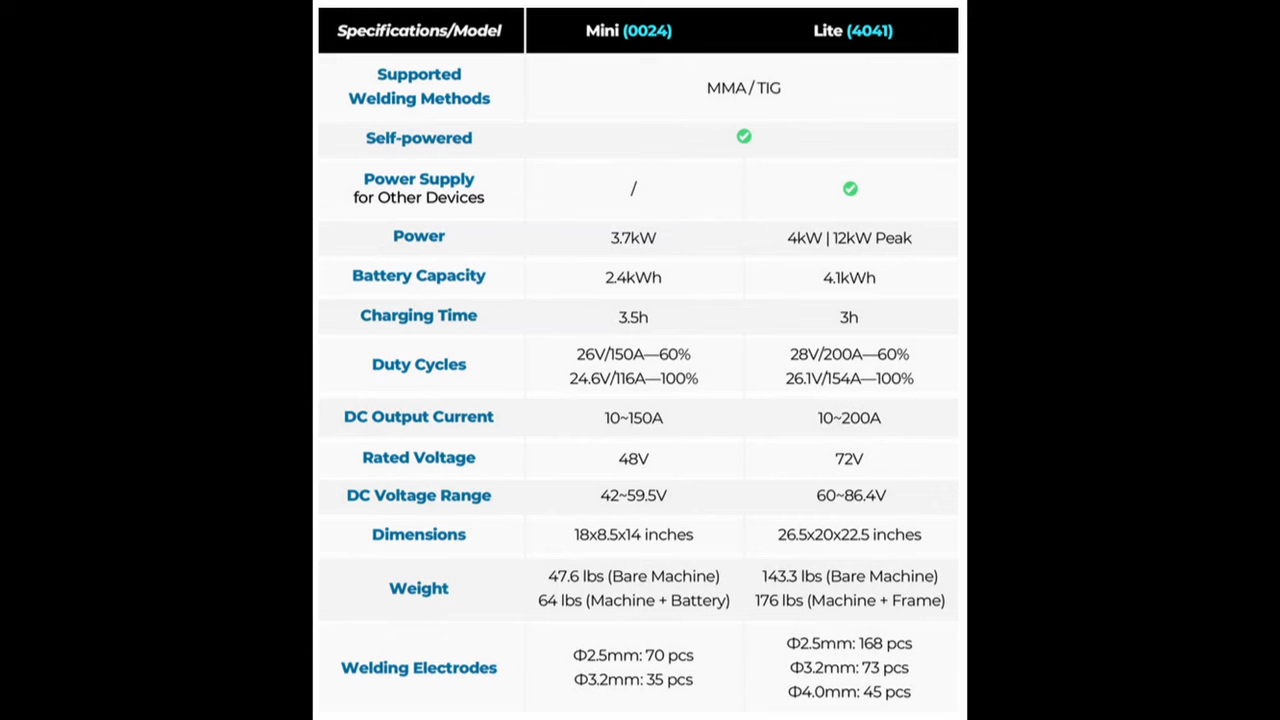 Specifications/Model Mini (0024) Lite (4041)
Supported
Welding Methods
MMA / TIG
Self-powered
Power Supply
for Other Devices
/
Power 3.7kW 4kW | 12kW Peak
Battery Capacity 2.4kWh 4.1kWh
Charging Time 3.5h 3h
Duty Cycles
26V/150A—60% 28V/200A—60%
24.6V/116A—100% 26.1V/154A—100%
DC Output Current 10~150A 10~200A
Rated Voltage 48V 72V
DC Voltage Range 42~59.5V 60~86.4V
Dimensions 18x8.5x14 inches 26.5x20x22.5 inches
Weight
47.6 lbs (Bare Machine) 143.3 lbs (Bare Machine)
64 lbs (Machine + Battery) 176 lbs (Machine + Frame)
Welding Electrodes
Φ2.5mm: 70 pcs
Φ3.2mm: 35 pcs
Φ2.5mm: 168 pcs
Φ3.2mm: 73 pcs
Φ4.0mm: 45 pcs